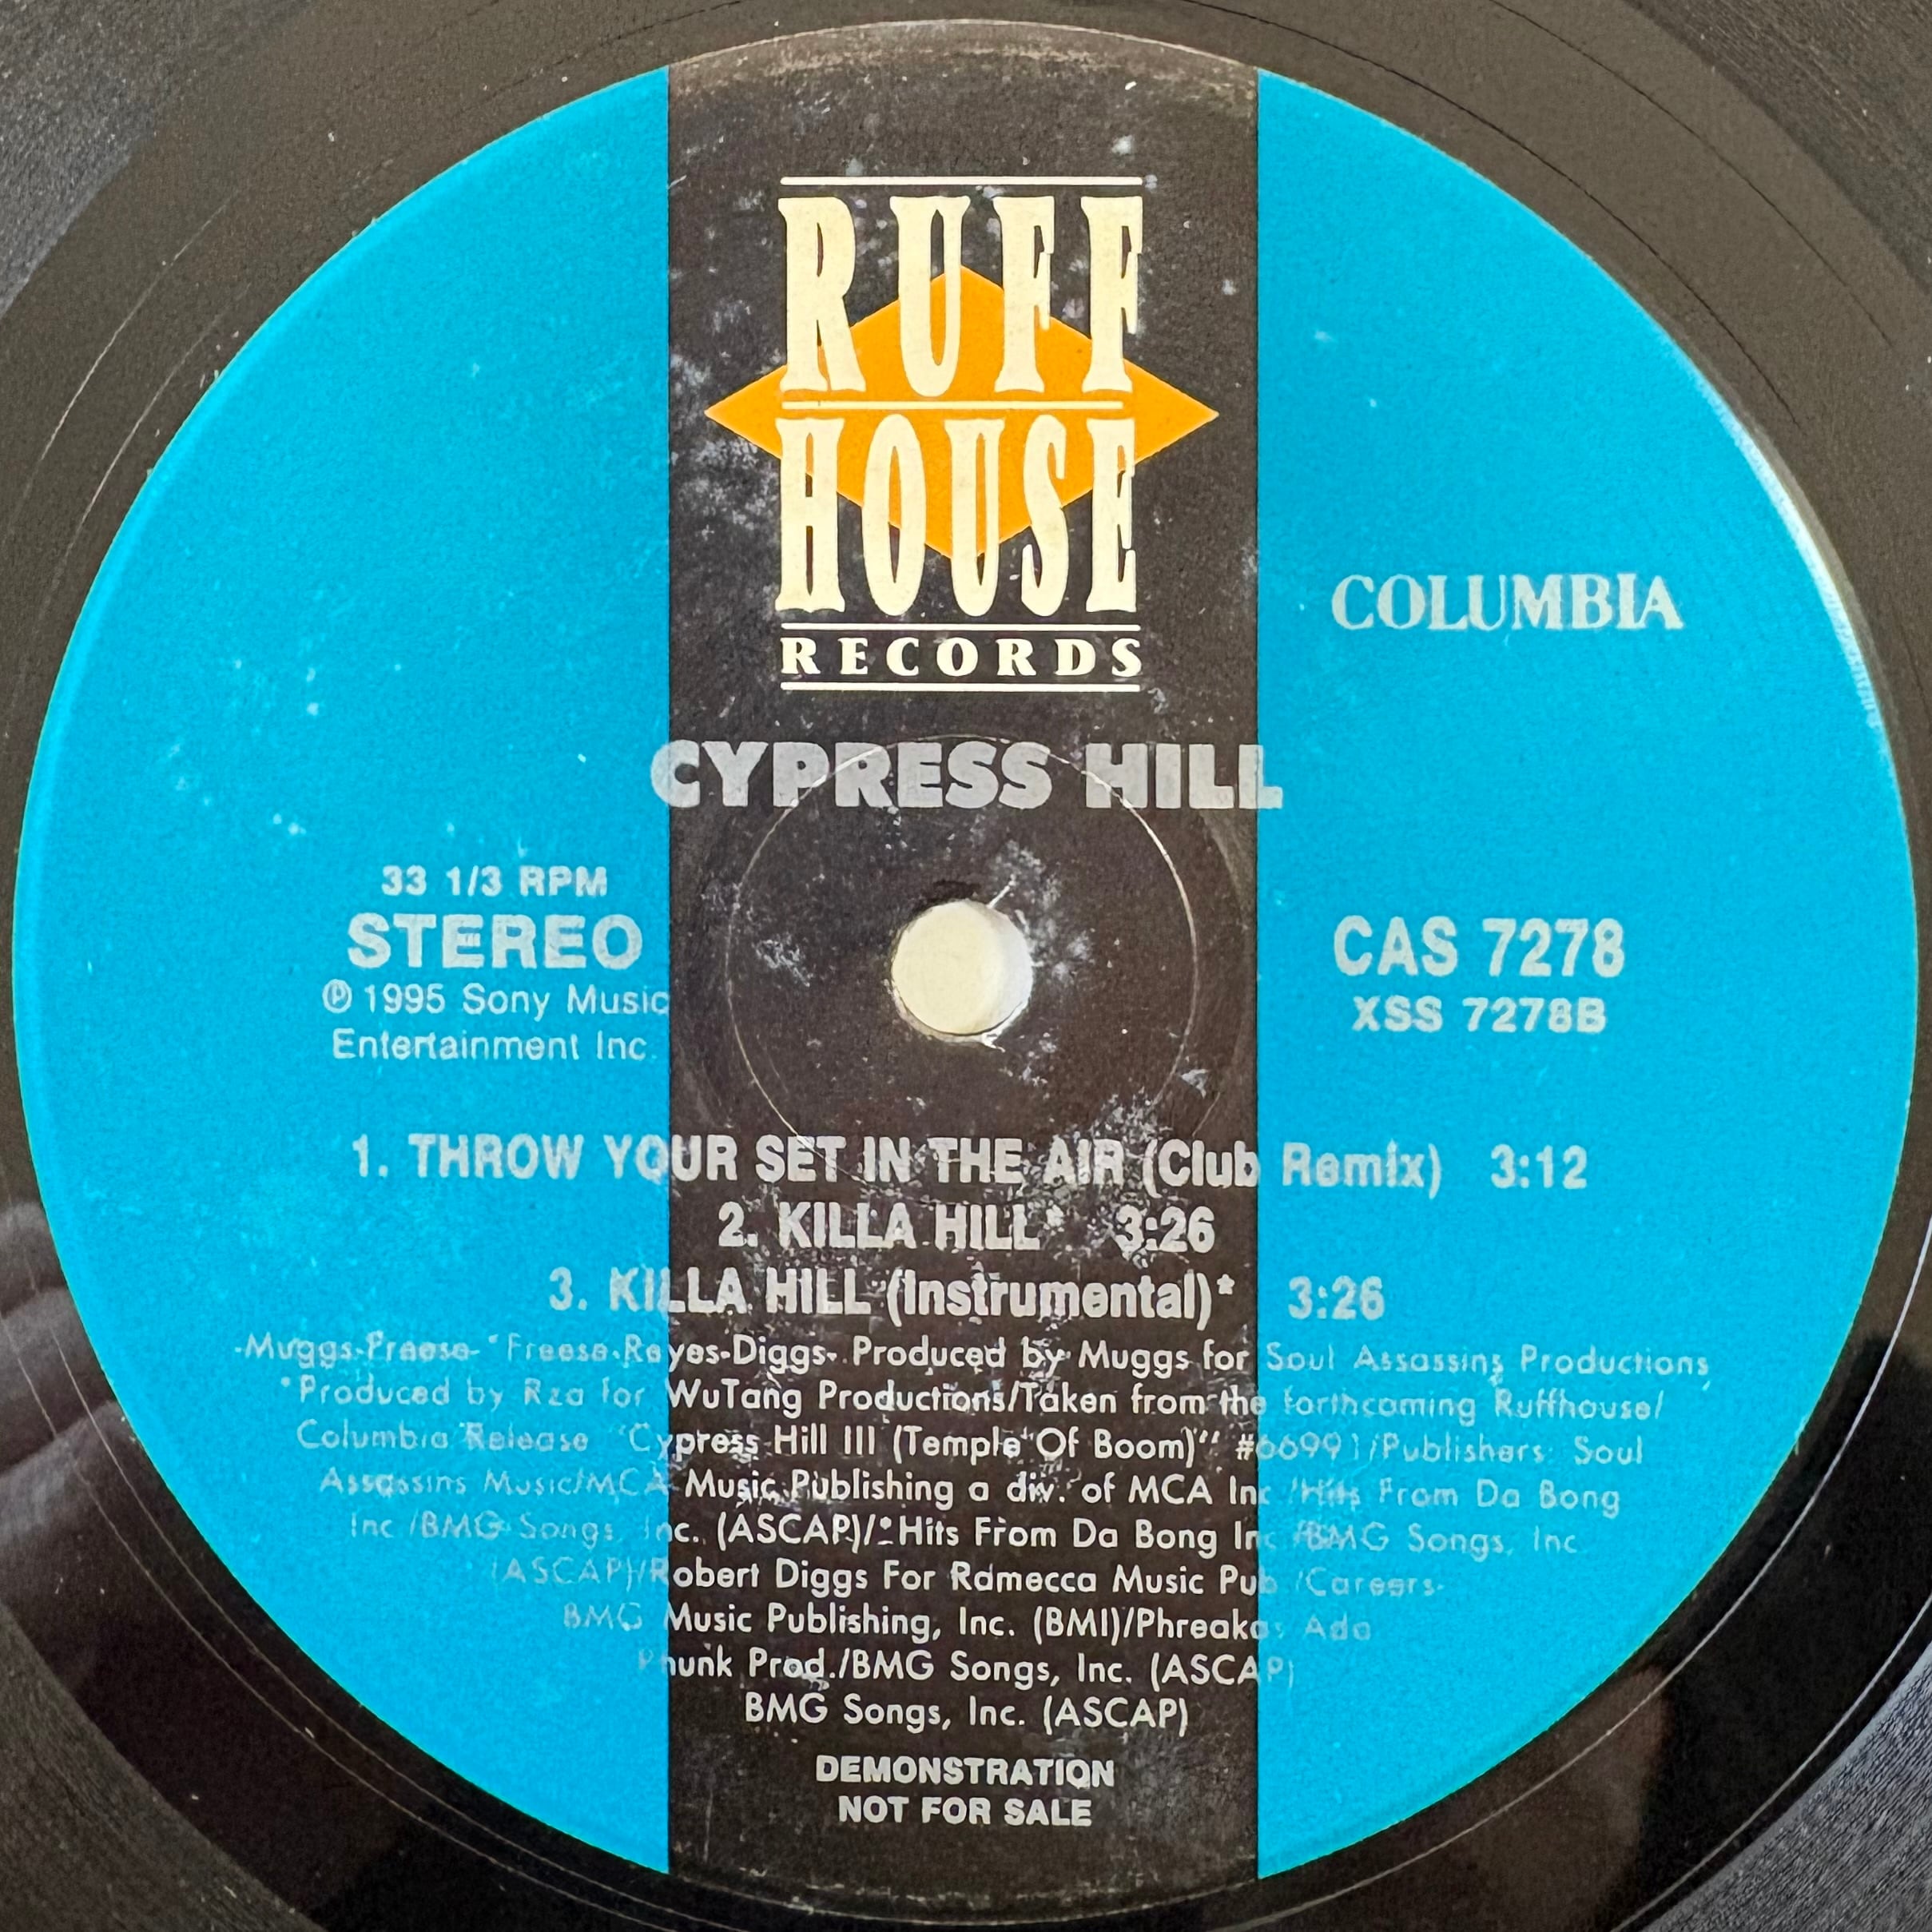 RUFF
HOUSE
RECORDS
COLUMBIA
CYPRESS HILL
33 1/3 RPM
STEREO
℗ 1995 Sony Music
Entertainment Inc.
CAS 7278
XSS 7278B
1. THROW YOUR SET IN THE AIR (Club Remix) 3:12
2. KILLA HILL* 3:26
3. KILLA HILL (Instrumental)* 3:26
-Muggs-Freese- *Freese-Reyes-Diggs- Produced by Muggs for Soul Assassins Productions
*Produced by Rza for WuTang Productions/Taken from the forthcoming Ruffhouse/
Columbia Release "Cypress Hill III (Temple Of Boom)" #66991/Publishers: Soul
Assassins Music/MCA Music Publishing a div. of MCA Inc./Hits From Da Bong
Inc./BMG Songs, Inc. (ASCAP)/*Hits From Da Bong Inc./BMG Songs, Inc.
(ASCAP)/Robert Diggs For Ramecca Music Pub./Careers-
BMG Music Publishing, Inc. (BMI)/Phreakas Ada
Phunk Prod./BMG Songs, Inc. (ASCAP)
BMG Songs, Inc. (ASCAP)
DEMONSTRATION
NOT FOR SALE